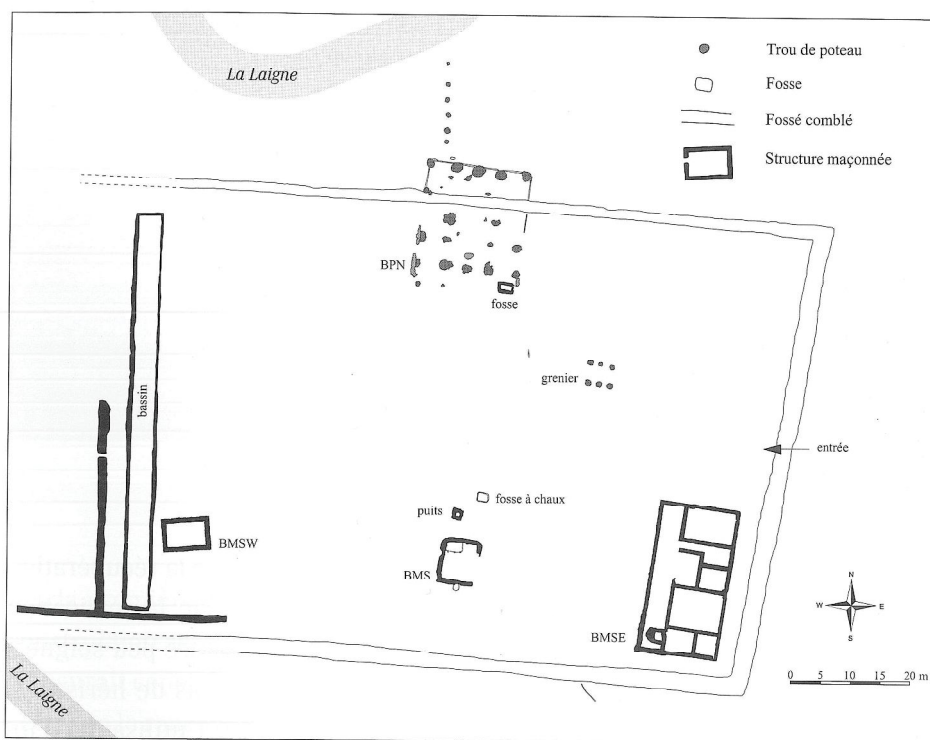 La Laigne
Trou de poteau
Fosse
Fossé comblé
Structure maçonnée
BPN
fosse
grenier
bassin
entrée
fosse à chaux
puits
BMSW
BMS
BMSE
N
W E
S
0 5 10 15 20 m
La Laigne